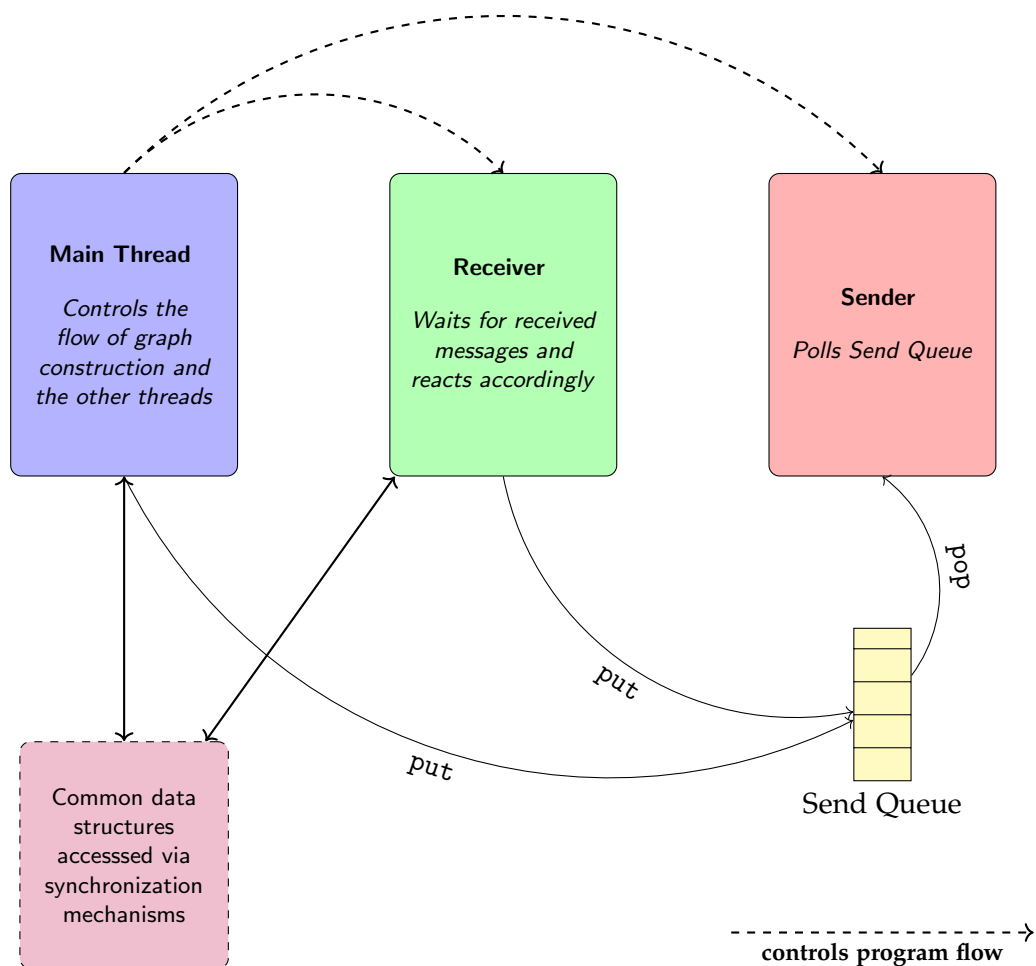 Main Thread
Controls the
flow of graph
construction and
the other threads
Receiver
Waits for received
messages and
reacts accordingly
Sender
Polls Send Queue
pop
put
put
Send Queue
Common data
structures
accesssed via
synchronization
mechanisms
controls program flow